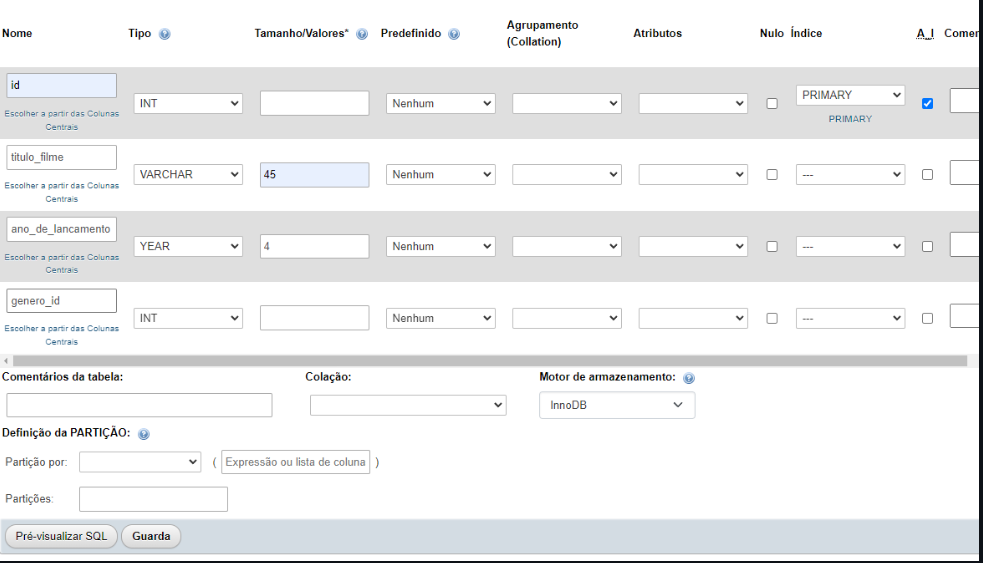 Nome Tipo Tamanho/Valores* Predefinido Agrupamento (Collation) Atributos Nulo Índice A_I Comen
id
INT Nenhum PRIMARY
Escolher a partir das Colunas Centrais
PRIMARY
titulo_filme
VARCHAR 45 Nenhum ---
Escolher a partir das Colunas Centrais
ano_de_lancamento
YEAR 4 Nenhum ---
Escolher a partir das Colunas Centrais
genero_id
INT Nenhum ---
Escolher a partir das Colunas Centrais
Comentários da tabela: Colação: Motor de armazenamento:
InnoDB
Definição da PARTIÇÃO:
Partição por: ( Expressão ou lista de coluna )
Partições:
Pré-visualizar SQL Guarda